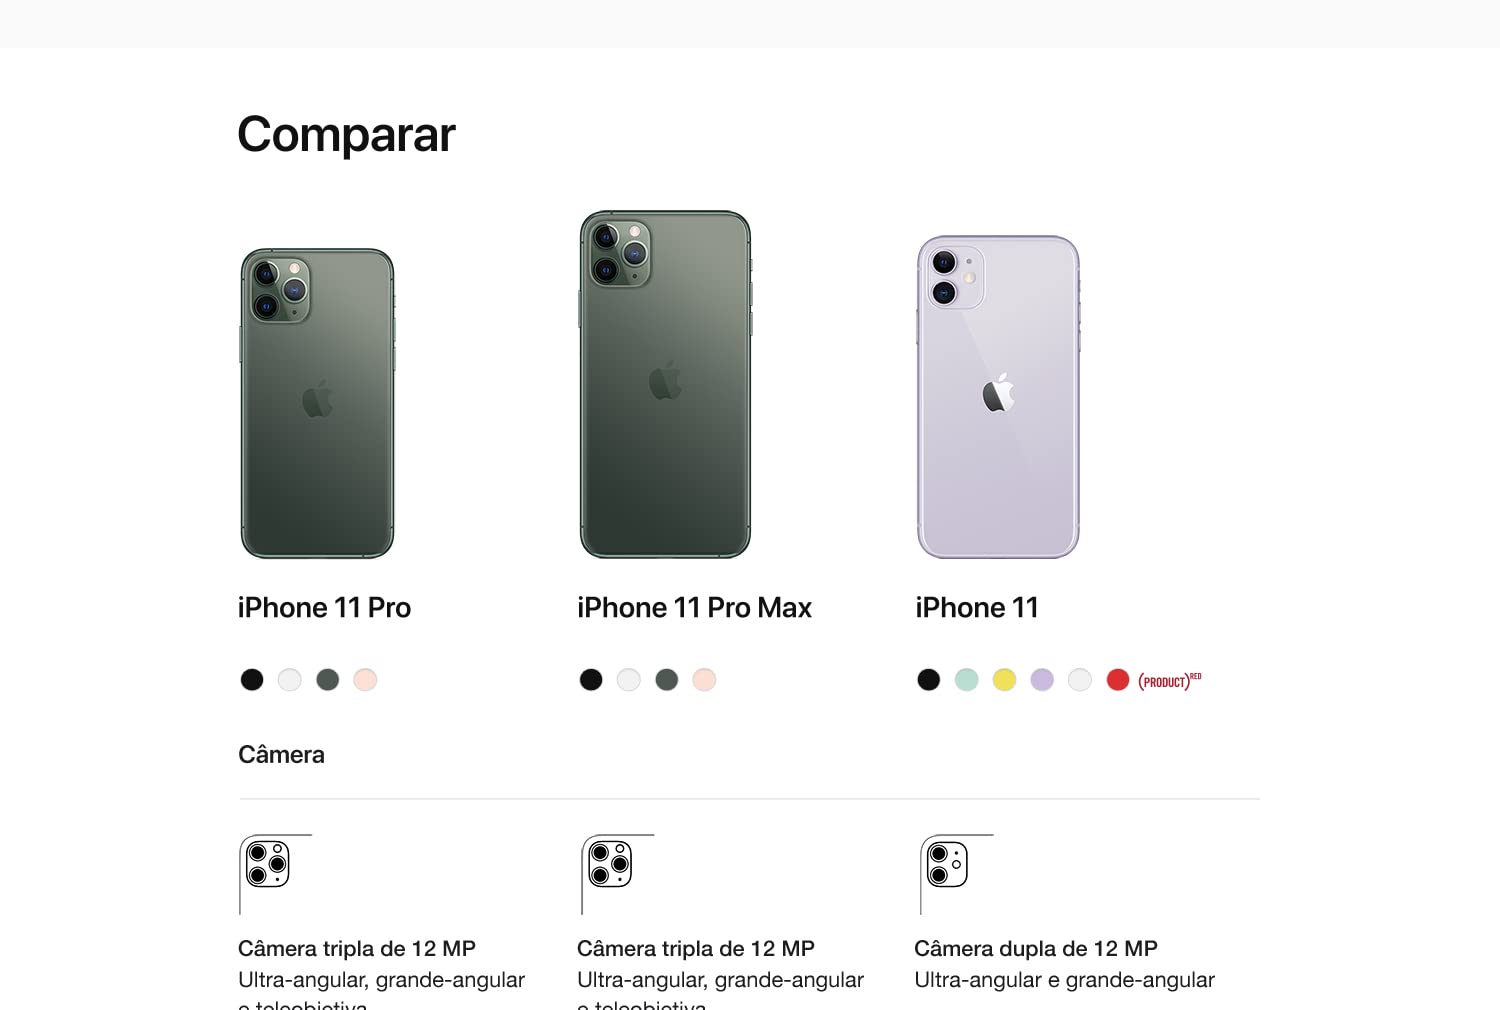 Comparar
iPhone 11 Pro
iPhone 11 Pro Max
iPhone 11
(PRODUCT)RED
Câmera
Câmera tripla de 12 MP
Ultra-angular, grande-angular
e teleobjetiva
Câmera tripla de 12 MP
Ultra-angular, grande-angular
e teleobjetiva
Câmera dupla de 12 MP
Ultra-angular e grande-angular